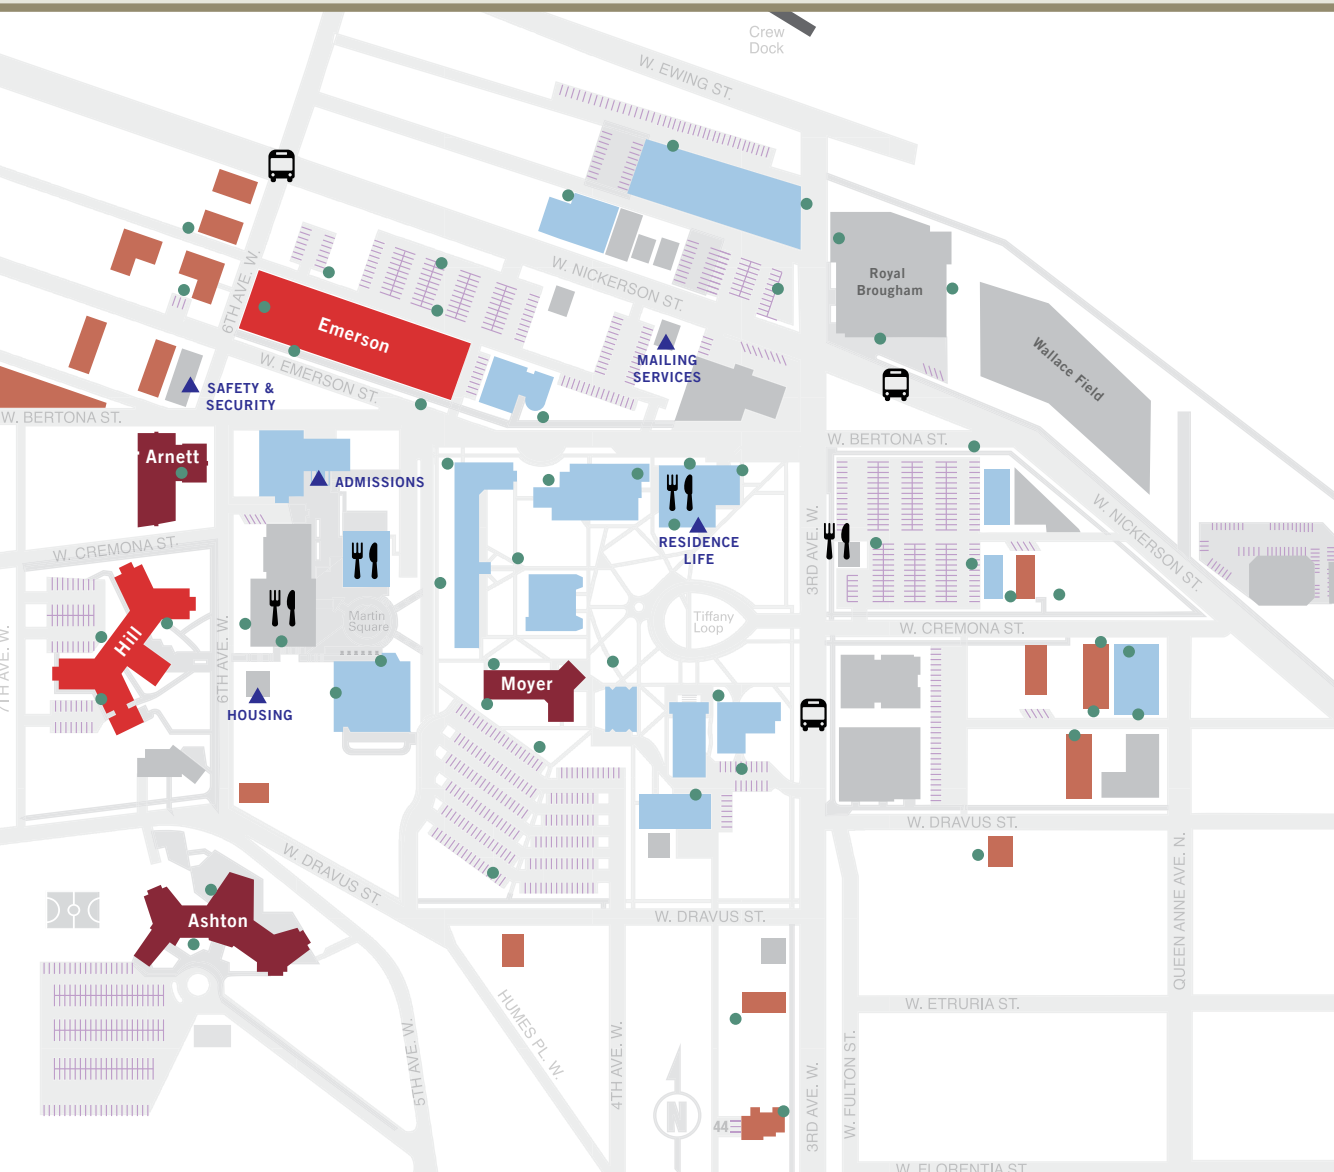 Crew
Dock
W. EWING ST.
W. NICKERSON ST.
Royal
Brougham
6TH AVE. W.
Emerson
Wallace Field
W. EMERSON ST.
MAILING
SERVICES
SAFETY &
SECURITY
W. BERTONA ST.
W. BERTONA ST.
Arnett
ADMISSIONS
W. NICKERSON ST.
3RD AVE. W.
RESIDENCE
LIFE
W. CREMONA ST.
Martin
Square
Tiffany
Loop
W. CREMONA ST.
Hill
7TH AVE. W.
6TH AVE. W.
Moyer
HOUSING
W. DRAVUS ST.
W. DRAVUS ST.
QUEEN ANNE AVE. N.
Ashton
W. DRAVUS ST.
W. ETRURIA ST.
HUMES PL. W.
5TH AVE. W.
4TH AVE. W.
3RD AVE. W.
W. FULTON ST.
N
44
W. FLORENTIA ST.